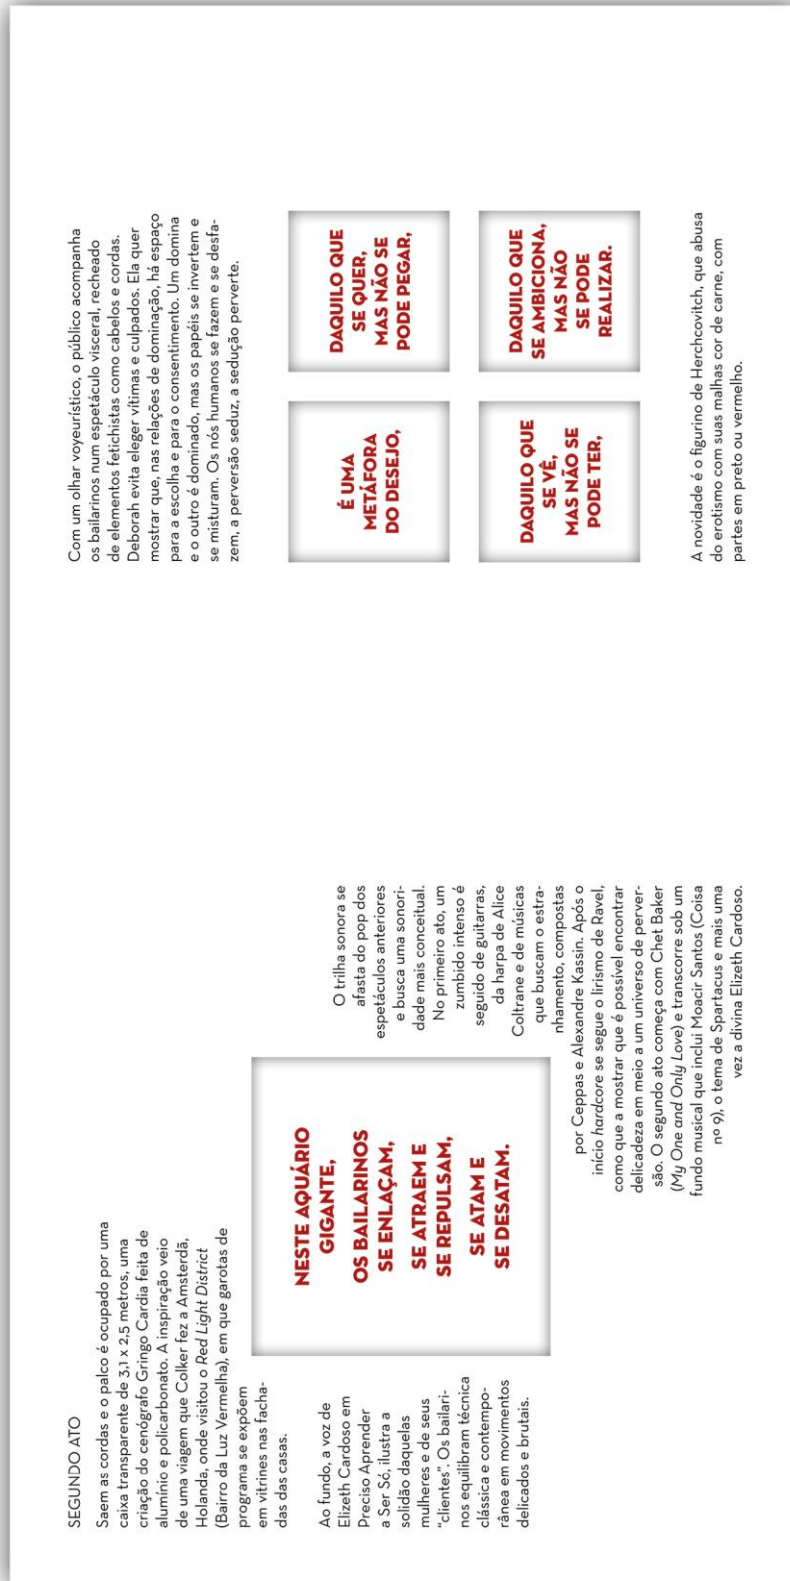 SEGUNDO ATO
Saem as cordas e o palco é ocupado por uma
caixa transparente de 3,1 x 2,5 metros, uma
criação do cenógrafo Gringo Cardia feita de
alumínio e policarbonato. A inspiração veio
de uma viagem que Colker fez a Amsterdã,
Holanda, onde visitou o Red Light District
(Bairro da Luz Vermelha), em que garotas de
programa se expõem
em vitrines nas facha-
das das casas.
Ao fundo, a voz de
Elizeth Cardoso em
Preciso Aprender
a Ser Só, ilustra a
solidão daquelas
mulheres e de seus
“clientes”. Os bailari-
nos equilibram técnica
clássica e contempo-
rânea em movimentos
delicados e brutais.
NESTE AQUÁRIO
GIGANTE,
OS BAILARINOS
SE ENLAÇAM,
SE ATRAEM E
SE REPULSAM,
SE ATAM E
SE DESATAM.
O trilha sonora se
afasta do pop dos
espetáculos anteriores
e busca uma sonori-
dade mais conceitual.
No primeiro ato, um
zumbido intenso é
seguido de guitarras,
da harpa de Alice
Coltrane e de músicas
que buscam o estra-
nhamento, compostas
por Ceppas e Alexandre Kassin. Após o
início hardcore se segue o lirismo de Ravel,
como que a mostrar que é possível encontrar
delicadeza em meio a um universo de perver-
são. O segundo ato começa com Chet Baker
(My One and Only Love) e transcorre sob um
fundo musical que inclui Moacir Santos (Coisa
nº 9), o tema de Spartacus e mais uma
vez a divina Elizeth Cardoso.
Com um olhar voyeurístico, o público acompanha
os bailarinos num espetáculo visceral, recheado
de elementos fetichistas como cabelos e cordas.
Deborah evita eleger vítimas e culpados. Ela quer
mostrar que, nas relações de dominação, há espaço
para a escolha e para o consentimento. Um domina
e o outro é dominado, mas os papéis se invertem e
se misturam. Os nós humanos se fazem e se desfa-
zem, a perversão seduz, a sedução perverte.
É UMA
METÁFORA
DO DESEJO,
DAQUILO QUE
SE QUER,
MAS NÃO SE
PODE PEGAR,
DAQUILO QUE
SE VÊ,
MAS NÃO SE
PODE TER,
DAQUILO QUE
SE AMBICIONA,
MAS NÃO
SE PODE
REALIZAR.
A novidade é o figurino de Herchcovitch, que abusa
do erotismo com suas malhas cor de carne, com
partes em preto ou vermelho.